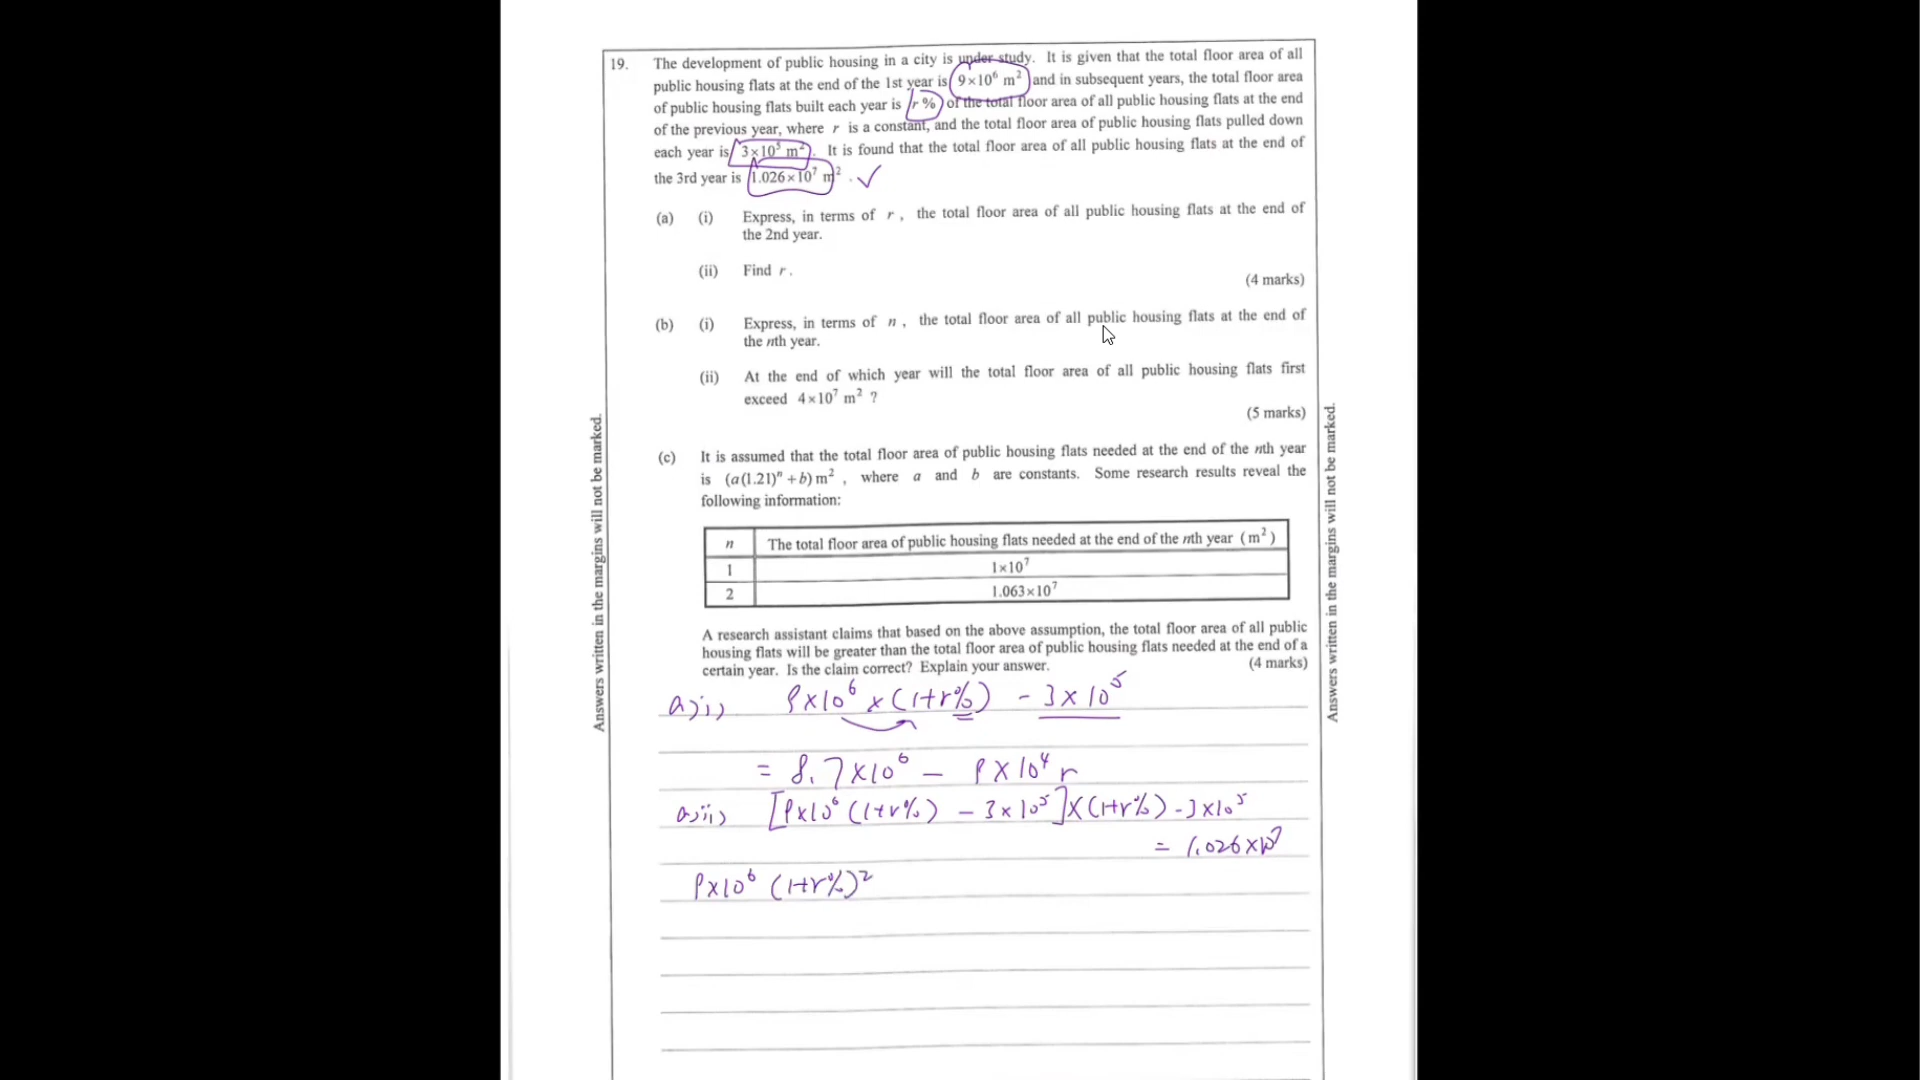 19. The development of public housing in a city is under study. It is given that the total floor area of all
public housing flats at the end of the 1st year is 9×10⁶ m² and in subsequent years, the total floor area
of public housing flats built each year is r % of the total floor area of all public housing flats at the end
of the previous year, where r is a constant, and the total floor area of public housing flats pulled down
each year is 3×10⁵ m². It is found that the total floor area of all public housing flats at the end of
the 3rd year is 1.026×10⁷ m². ✓
(a) (i) Express, in terms of r, the total floor area of all public housing flats at the end of
the 2nd year.
(ii) Find r.
(4 marks)
(b) (i) Express, in terms of n, the total floor area of all public housing flats at the end of
the nth year.
(ii) At the end of which year will the total floor area of all public housing flats first
exceed 4×10⁷ m² ?
(5 marks)
(c) It is assumed that the total floor area of public housing flats needed at the end of the nth year
is (a(1.21)ⁿ + b) m², where a and b are constants. Some research results reveal the
following information:
n The total floor area of public housing flats needed at the end of the nth year (m²)
1 1×10⁷
2 1.063×10⁷
A research assistant claims that based on the above assumption, the total floor area of all public
housing flats will be greater than the total floor area of public housing flats needed at the end of a
certain year. Is the claim correct? Explain your answer. (4 marks)
a)i) 9×10⁶ × (1+r%) - 3×10⁵
= 8.7×10⁶ - 9×10⁴ r
a)ii) [9×10⁶ (1+r%) - 3×10⁵]×(1+r%) - 3×10⁵
= 1.026×10⁷
9×10⁶ (1+r%)²
Answers written in the margins will not be marked.
Answers written in the margins will not be marked.